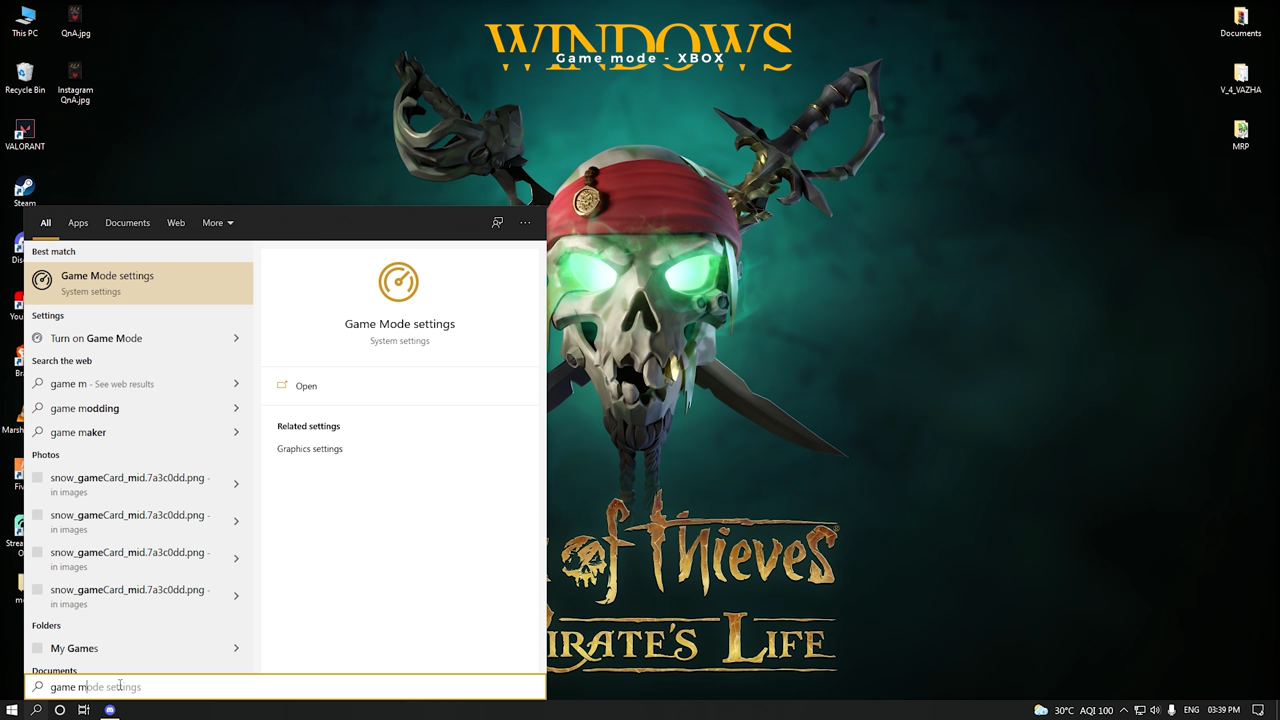 This PC
QnA.jpg
Recycle Bin
Instagram
QnA.jpg
VALORANT
Steam
Documents
V_4_VAZHA
MRP
WINDOWS
Game mode - XBOX
All
Apps
Documents
Web
More
Best match
Game Mode settings
System settings
Settings
Turn on Game Mode
Search the web
game m - See web results
game modding
game maker
Photos
snow_gameCard_mid.7a3c0dd.png -
in images
snow_gameCard_mid.7a3c0dd.png -
in images
snow_gameCard_mid.7a3c0dd.png -
in images
snow_gameCard_mid.7a3c0dd.png -
in images
Folders
My Games
Documents
Game Mode settings
System settings
Open
Related settings
Graphics settings
of Thieves
Pirate's Life
game mode settings
30°C AQI 100
ENG
03:39 PM